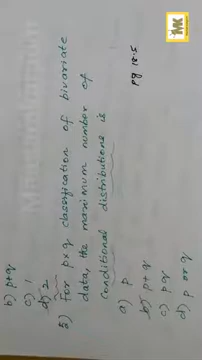 b) p+q
c) 1
d) 2
5) For p×q classification of bivariate
data, the maximum number of
conditional distributions is
a) p
b) p+q
c) pq
d) p or q
pg 12.5